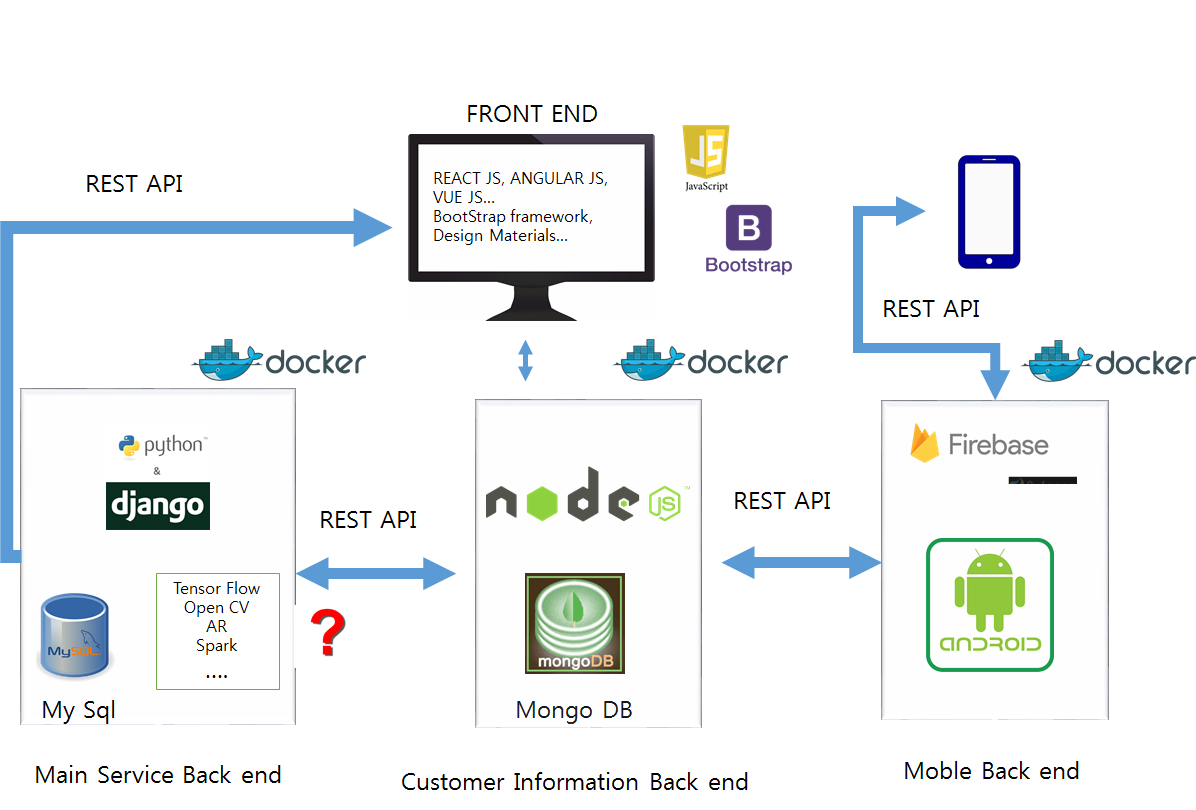 FRONT END
REST API
REACT JS, ANGULAR JS,
VUE JS...
BootStrap framework,
Design Materials...
JS
JavaScript
B
Bootstrap
REST API
docker
docker
docker
python™
&
django
Tensor Flow
Open CV
AR
Spark
....
MySQL
My Sql
Main Service Back end
REST API
?
node
JS™
mongoDB
Mongo DB
Customer Information Back end
REST API
Firebase
ANDROID
Moble Back end